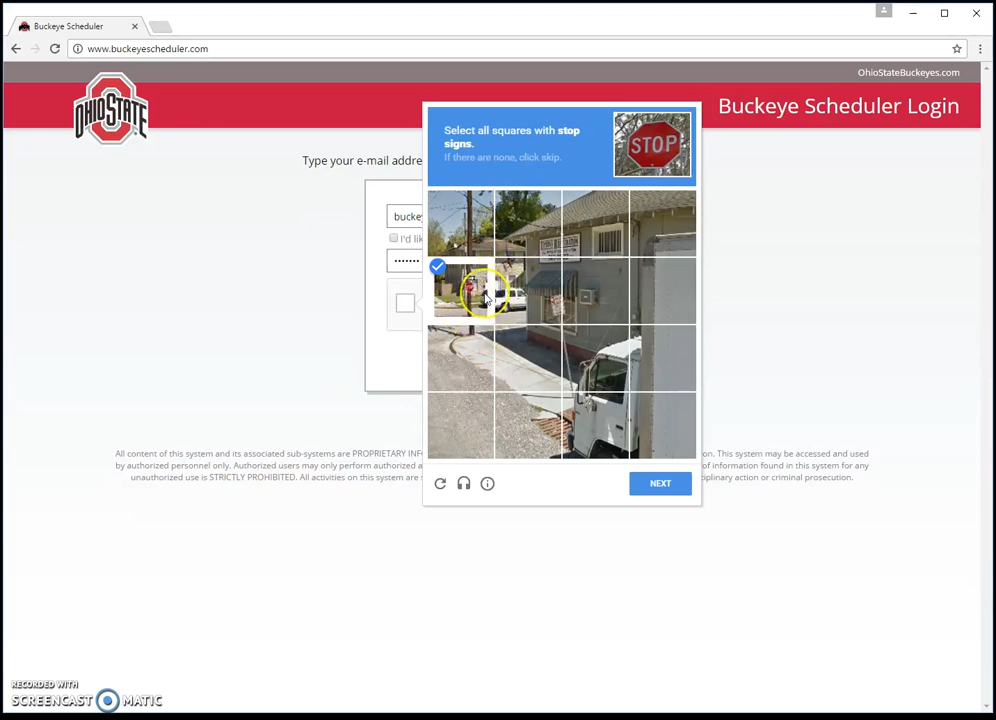 Buckeye Scheduler
www.buckeyescheduler.com
OhioStateBuckeyes.com
OHIO STATE
Buckeye Scheduler Login
Select all squares with stop
signs.
If there are none, click skip.
STOP
Type your e-mail addre
bucke
I'd lik
NEXT
All content of this system and its associated sub-systems are PROPRIETARY INF
on. This system may be accessed and used
by authorized personnel only. Authorized users may only perform authorized a
of information found in this system for any
unauthorized use is STRICTLY PROHIBITED. All activities on this system are
ciplinary action or criminal prosecution.
RECORDED WITH
SCREENCAST MATIC